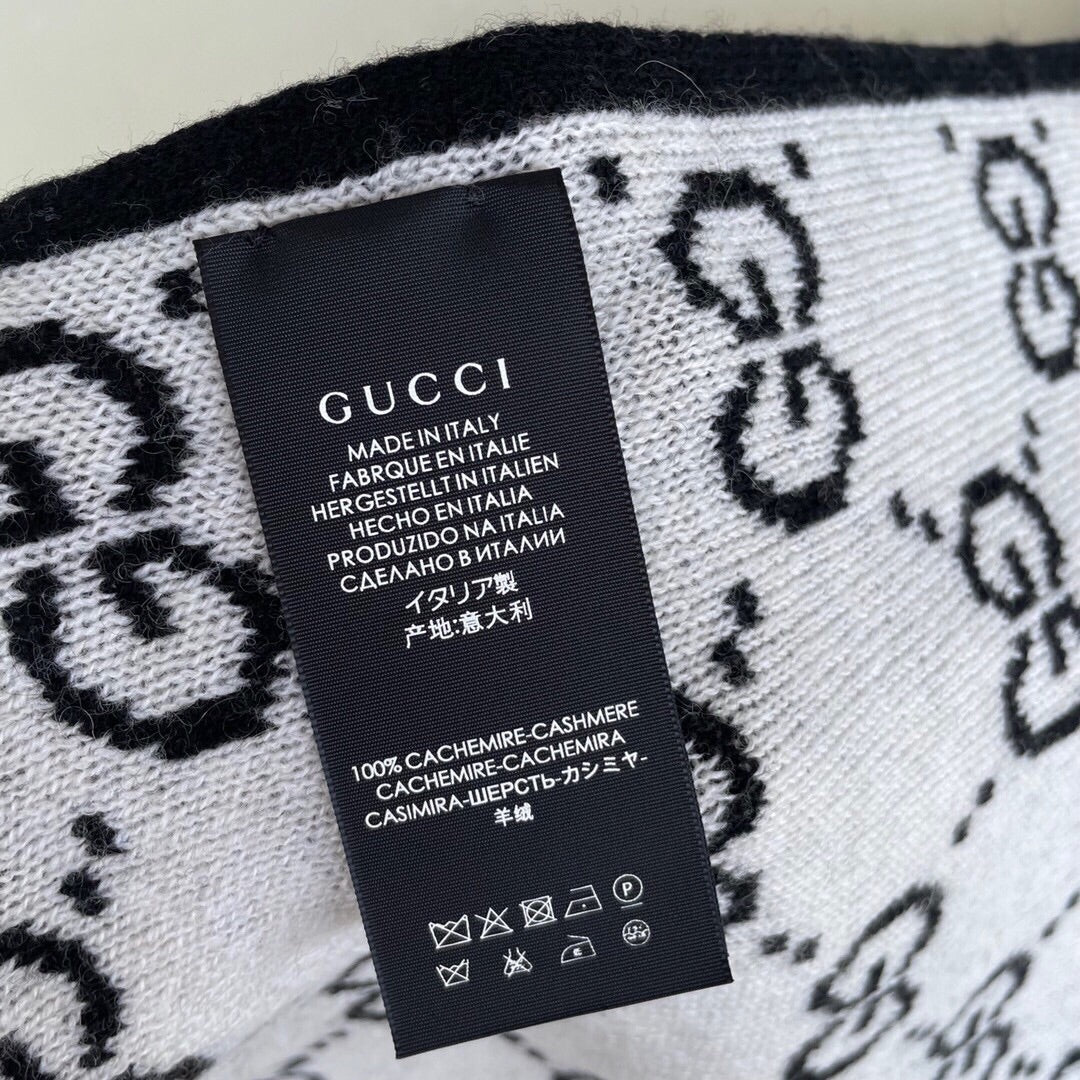 GUCCI
MADE IN ITALY
FABRQUE EN ITALIE
HERGESTELLT IN ITALIEN
HECHO EN ITALIA
PRODUZIDO NA ITALIA
СДЕЛАНО В ИТАЛИИ
イタリア製
产地:意大利
100% CACHEMIRE-CASHMERE
CACHEMIRE-CACHEMIRA
CASIMIRA-ШЕРСТЬ-カシミヤ-
羊绒
P